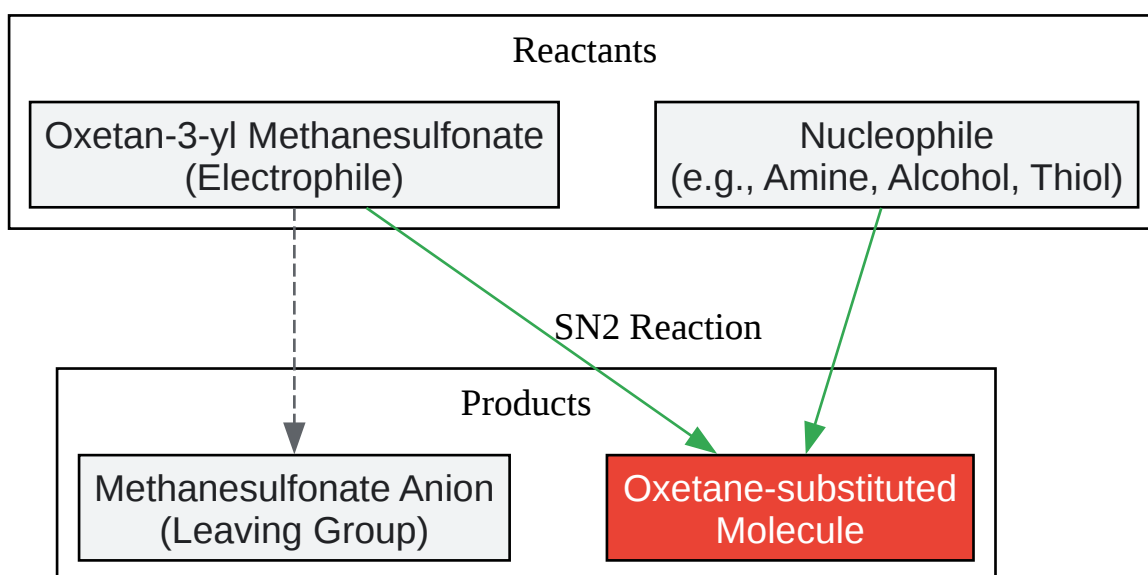 Reactants
Oxetan-3-yl Methanesulfonate
(Electrophile)
Nucleophile
(e.g., Amine, Alcohol, Thiol)
SN2 Reaction
Products
Methanesulfonate Anion
(Leaving Group)
Oxetane-substituted
Molecule